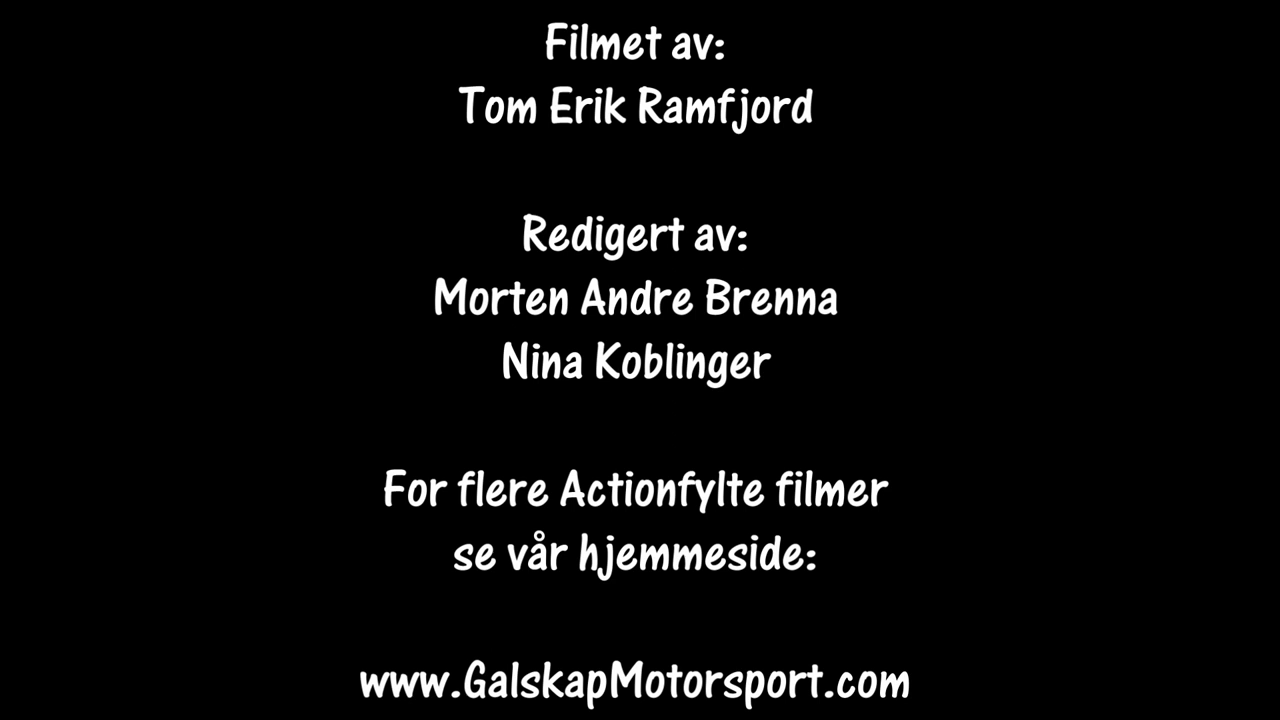 Filmet av:
Tom Erik Ramfjord
Redigert av:
Morten Andre Brenna
Nina Koblinger
For flere Actionfylte filmer
se vår hjemmeside:
www.GalskapMotorsport.com